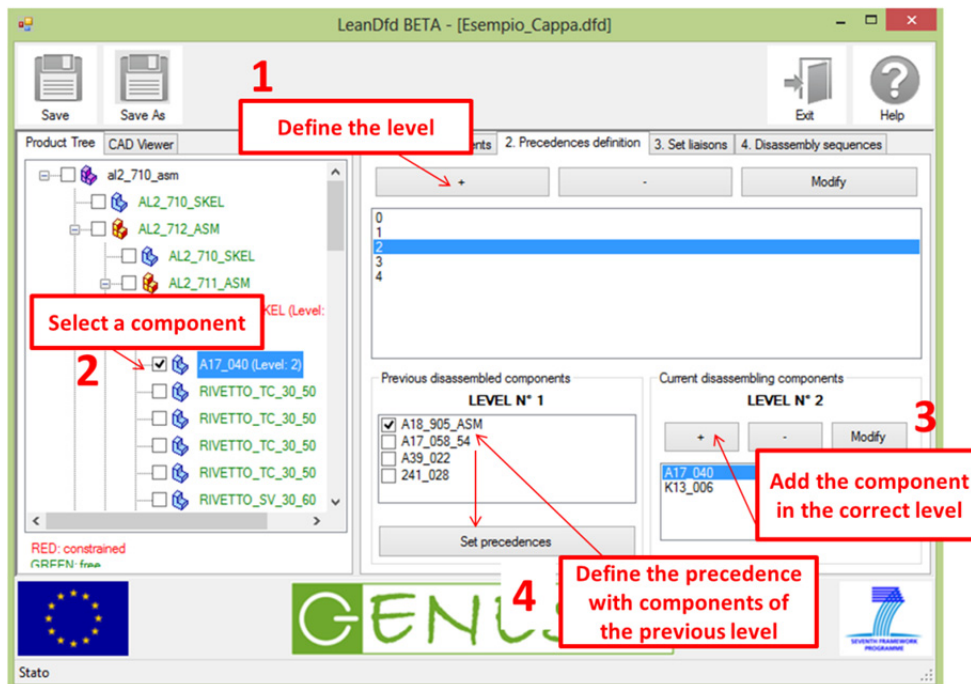 LeanDfd BETA - [Esempio_Cappa.dfd]
Save
Save As
Exit
Help
1
Define the level
Product Tree
CAD Viewer
2. Precedences definition
3. Set liaisons
4. Disassembly sequences
+
-
Modify
al2_710_asm
AL2_710_SKEL
AL2_712_ASM
AL2_710_SKEL
AL2_711_ASM
(Level:
Select a component
2
A17_040 (Level: 2)
RIVETTO_TC_30_50
RIVETTO_TC_30_50
RIVETTO_TC_30_50
RIVETTO_TC_30_50
RIVETTO_SV_30_60
RED: constrained
GREEN: free
0
1
2
3
4
Previous disassembled components
LEVEL N° 1
A18_905_ASM
A17_058_54
A39_022
241_028
Set precedences
Current disassembling components
LEVEL N° 2
3
+
-
Modify
A17_040
K13_006
Add the component
in the correct level
4
Define the precedence
with components of
the previous level
SEVENTH FRAMEWORK
PROGRAMME
Stato